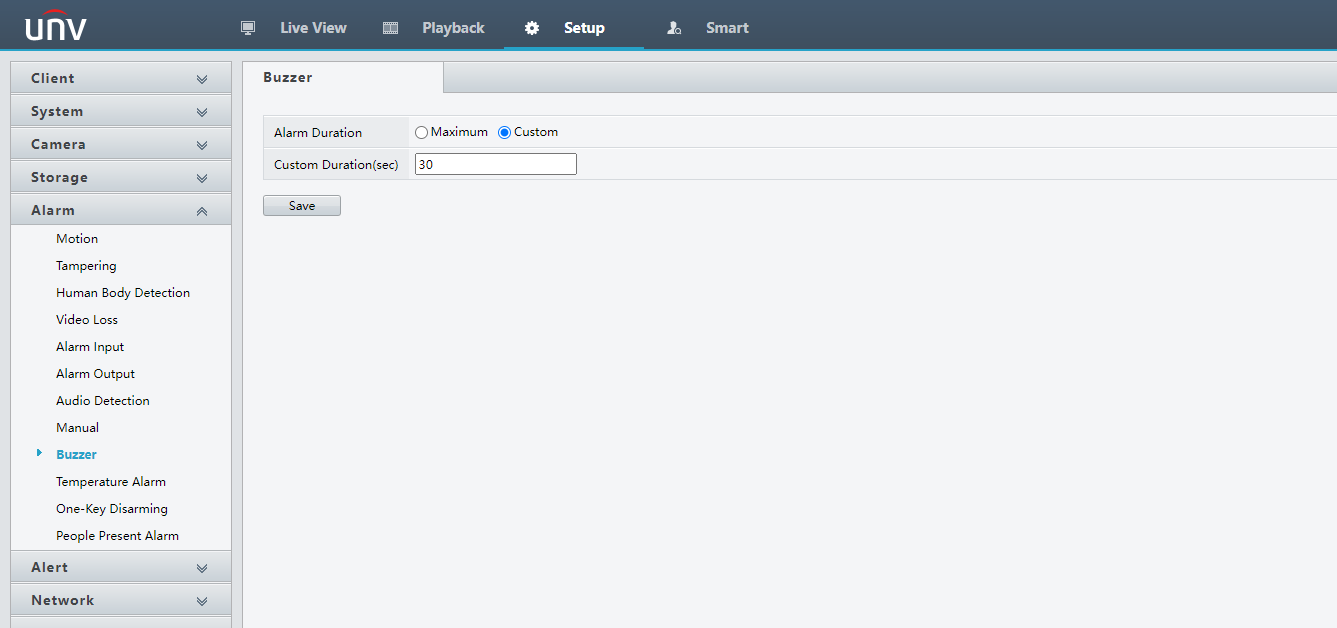 unv
Live View
Playback
Setup
Smart
Client
System
Camera
Storage
Alarm
Motion
Tampering
Human Body Detection
Video Loss
Alarm Input
Alarm Output
Audio Detection
Manual
Buzzer
Temperature Alarm
One-Key Disarming
People Present Alarm
Alert
Network
Buzzer
Alarm Duration Maximum Custom
Custom Duration(sec) 30
Save